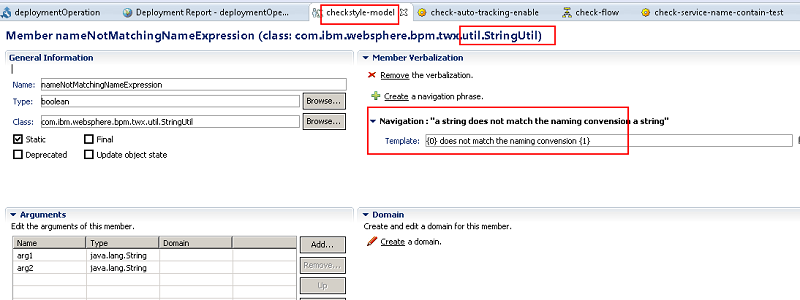 deploymentOperation
Deployment Report - deploymentOpe...
checkstyle-model
check-auto-tracking-enable
check-flow
check-service-name-contain-test
Member nameNotMatchingNameExpression (class: com.ibm.websphere.bpm.twx.util.StringUtil)
General Information
Name: nameNotMatchingNameExpression
Type: boolean Browse...
Class: com.ibm.websphere.bpm.twx.util.StringUtil Browse...
Static Final
Deprecated Update object state
Member Verbalization
Remove the verbalization.
Create a navigation phrase.
Navigation : "a string does not match the naming convension a string"
Template: {0} does not match the naming convension {1}
Arguments
Edit the arguments of this member.
Name Type Domain
arg1 java.lang.String
arg2 java.lang.String
Add...
Remove...
Up
Domain
Create and edit a domain for this member.
Create a domain.